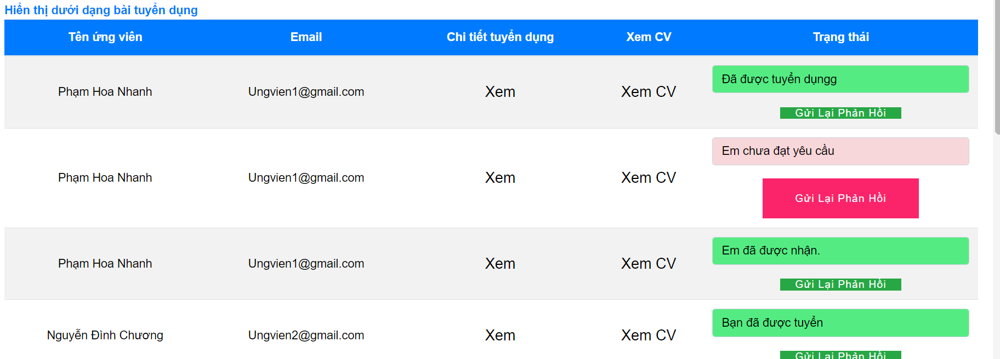 Hiển thị dưới dạng bài tuyển dụng
Tên ứng viên Email Chi tiết tuyển dụng Xem CV Trạng thái
Đã được tuyển dụngg
Phạm Hoa Nhanh Ungvien1@gmail.com Xem Xem CV
Gửi Lại Phản Hồi
Em chưa đạt yêu cầu
Phạm Hoa Nhanh Ungvien1@gmail.com Xem Xem CV
Gửi Lại Phản Hồi
Em đã được nhận.
Phạm Hoa Nhanh Ungvien1@gmail.com Xem Xem CV
Gửi Lại Phản Hồi
Bạn đã được tuyển
Nguyễn Đình Chương Ungvien2@gmail.com Xem Xem CV
Gửi Lại Phản Hồi